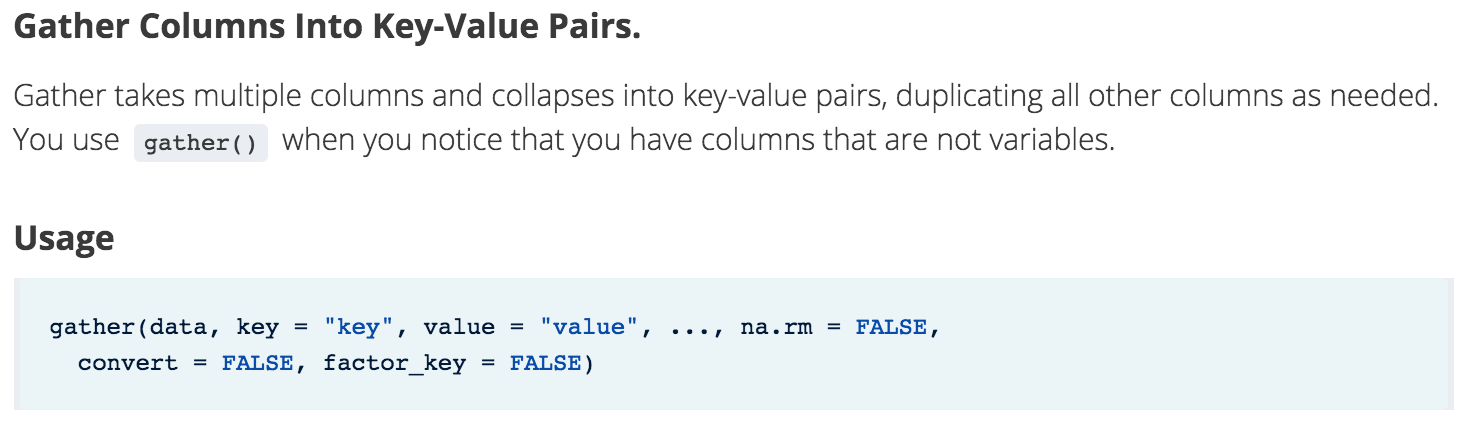 Gather Columns Into Key-Value Pairs.
Gather takes multiple columns and collapses into key-value pairs, duplicating all other columns as needed.
You use gather() when you notice that you have columns that are not variables.
Usage
gather(data, key = "key", value = "value", ..., na.rm = FALSE,
  convert = FALSE, factor_key = FALSE)